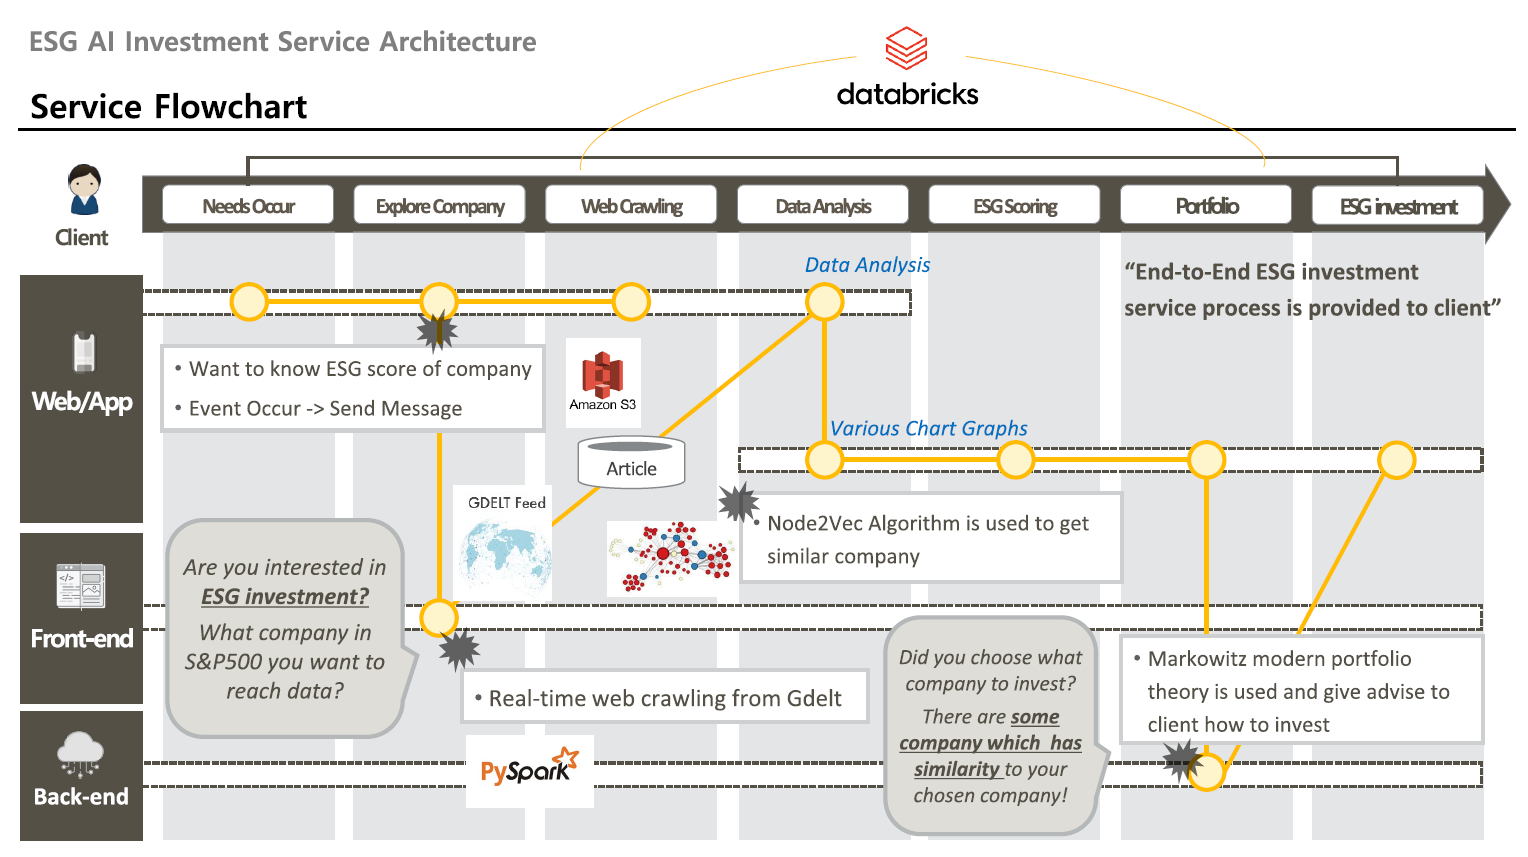 ESG AI Investment Service Architecture
databricks
Service Flowchart
Client
Needs Occur
Explore Company
Web Crawling
Data Analysis
ESG Scoring
Portfolio
ESG investment
Data Analysis
“End-to-End ESG investment
service process is provided to client”
Web/App
• Want to know ESG score of company
• Event Occur -> Send Message
Amazon S3
Article
Various Chart Graphs
GDELT Feed
• Node2Vec Algorithm is used to get
similar company
Front-end
Are you interested in
ESG investment?
What company in
S&P500 you want to
reach data?
• Real-time web crawling from Gdelt
Did you choose what
company to invest?
There are some
company which has
similarity to your
chosen company!
• Markowitz modern portfolio
theory is used and give advise to
client how to invest
Back-end
PySpark